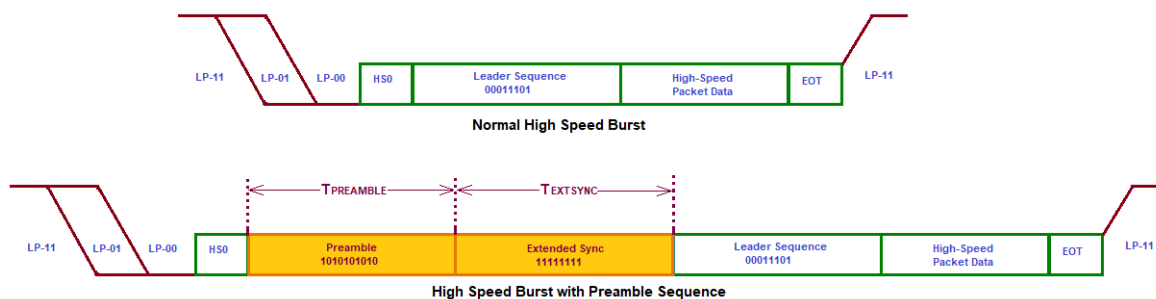 LP-11
LP-01
LP-00
HS0
Leader Sequence
00011101
High-Speed
Packet Data
EOT
LP-11
Normal High Speed Burst
TPREAMBLE
TEXTSYNC
LP-11
LP-01
LP-00
HS0
Preamble
1010101010
Extended Sync
11111111
Leader Sequence
00011101
High-Speed
Packet Data
EOT
LP-11
High Speed Burst with Preamble Sequence